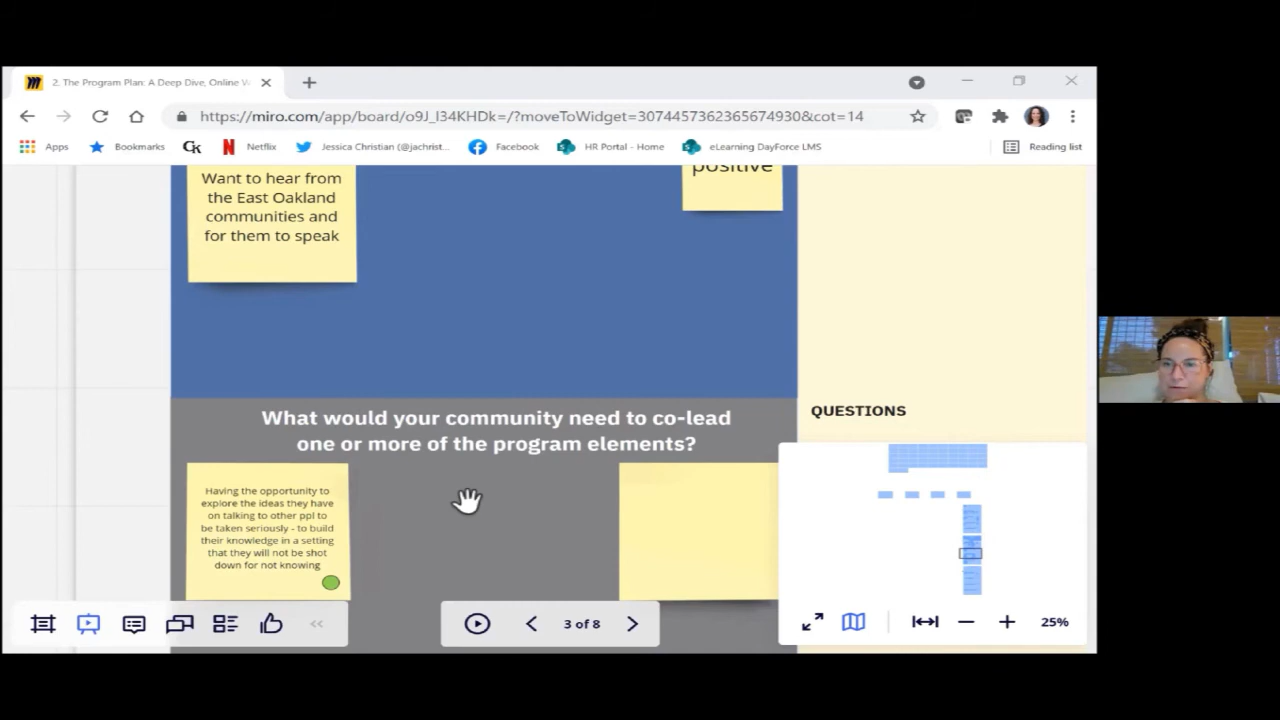 2. The Program Plan: A Deep Dive, Online W
https://miro.com/app/board/o9J_l34KHDk=/?moveToWidget=3074457362365674930&cot=14
Apps
Bookmarks
Netflix
Jessica Christian (@jachrist...
Facebook
HR Portal - Home
eLearning DayForce LMS
Reading list
Want to hear from
the East Oakland
communities and
for them to speak
positive
What would your community need to co-lead
one or more of the program elements?
QUESTIONS
Having the opportunity to
explore the ideas they have
on talking to other ppl to
be taken seriously - to build
their knowledge in a setting
that they will not be shot
down for not knowing
3 of 8
25%